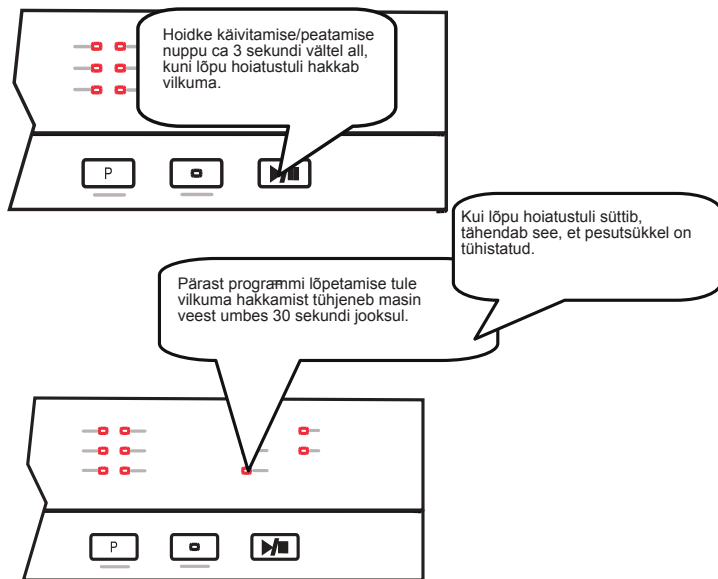 Hoidke käivitamise/peatamise
nuppu ca 3 sekundi vältel all,
kuni lõpu hoiatustuli hakkab
vilkuma.
P
Kui lõpu hoiatustuli süttib,
tähendab see, et pesutsükkel on
tühistatud.
Pärast programmi lõpetamise tule
vilkuma hakkamist tühjeneb masin
veest umbes 30 sekundi jooksul.
P